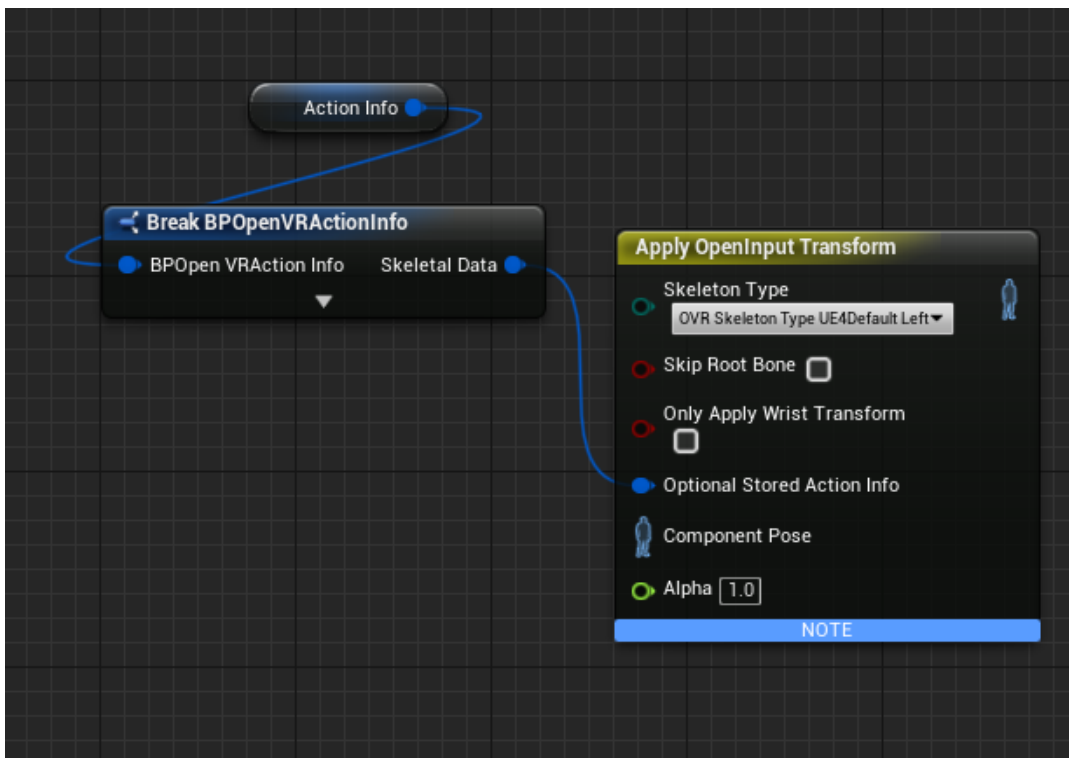 Action Info
Break BPOpenVRActionInfo
BPOpen VRAction Info
Skeletal Data
Apply OpenInput Transform
Skeleton Type
OVR Skeleton Type UE4Default Left
Skip Root Bone
Only Apply Wrist Transform
Optional Stored Action Info
Component Pose
Alpha 1.0
NOTE